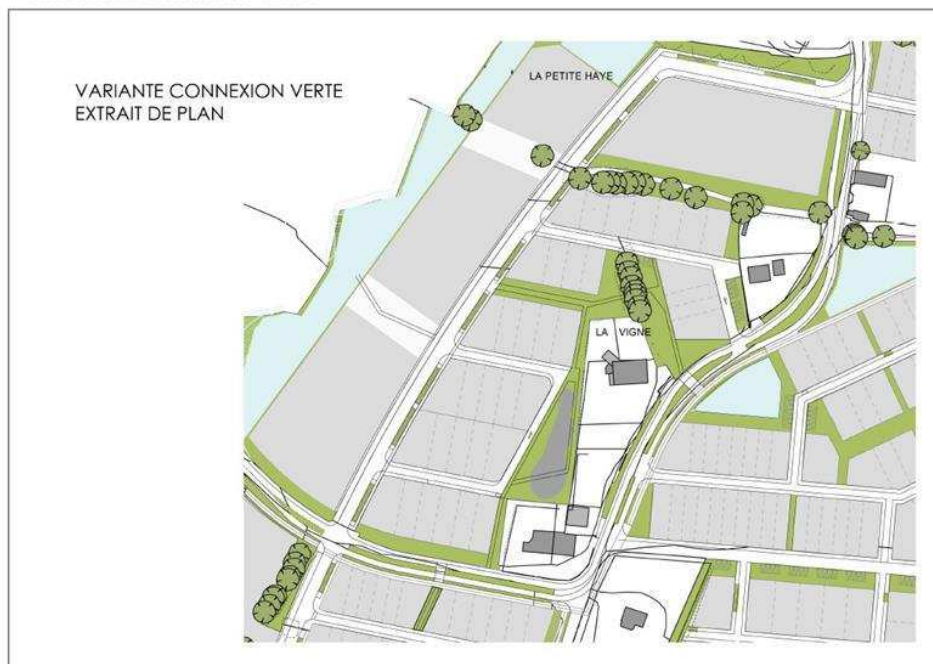 VARIANTE CONNEXION VERTE
EXTRAIT DE PLAN
LA PETITE HAYE
LA VIGNE